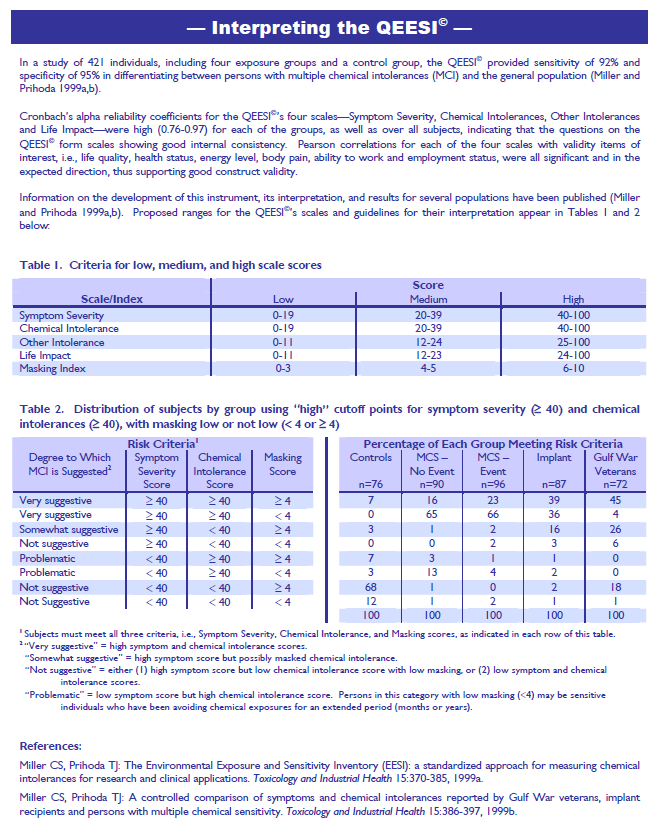 — Interpreting the QEESI© —
In a study of 421 individuals, including four exposure groups and a control group, the QEESI© provided sensitivity of 92% and
specificity of 95% in differentiating between persons with multiple chemical intolerances (MCI) and the general population (Miller and
Prihoda 1999a,b).
Cronbach's alpha reliability coefficients for the QEESI©'s four scales—Symptom Severity, Chemical Intolerances, Other Intolerances
and Life Impact—were high (0.76-0.97) for each of the groups, as well as over all subjects, indicating that the questions on the
QEESI© form scales showing good internal consistency. Pearson correlations for each of the four scales with validity items of
interest, i.e., life quality, health status, energy level, body pain, ability to work and employment status, were all significant and in the
expected direction, thus supporting good construct validity.
Information on the development of this instrument, its interpretation, and results for several populations have been published (Miller
and Prihoda 1999a,b). Proposed ranges for the QEESI©'s scales and guidelines for their interpretation appear in Tables 1 and 2
below:
Table 1. Criteria for low, medium, and high scale scores
Score
Scale/Index Low Medium High
Symptom Severity 0-19 20-39 40-100
Chemical Intolerance 0-19 20-39 40-100
Other Intolerance 0-11 12-24 25-100
Life Impact 0-11 12-23 24-100
Masking Index 0-3 4-5 6-10
Table 2. Distribution of subjects by group using "high" cutoff points for symptom severity (≥ 40) and chemical
intolerances (≥ 40), with masking low or not low (< 4 or ≥ 4)
Risk Criteria¹ Percentage of Each Group Meeting Risk Criteria
Degree to Which Symptom Chemical Masking Controls MCS – MCS – Implant Gulf War
MCI is Suggested² Severity Intolerance Score No Event Event Veterans
Score Score n=76 n=90 n=96 n=87 n=72
Very suggestive ≥ 40 ≥ 40 ≥ 4 7 16 23 39 45
Very suggestive ≥ 40 ≥ 40 < 4 0 65 66 36 4
Somewhat suggestive ≥ 40 < 40 ≥ 4 3 1 2 16 26
Not suggestive ≥ 40 < 40 < 4 0 0 2 3 6
Problematic < 40 ≥ 40 ≥ 4 7 3 1 1 0
Problematic < 40 ≥ 40 < 4 3 13 4 2 0
Not suggestive < 40 < 40 ≥ 4 68 1 0 2 18
Not Suggestive < 40 < 40 < 4 12 1 2 1 1
100 100 100 100 100
¹ Subjects must meet all three criteria, i.e., Symptom Severity, Chemical Intolerance, and Masking scores, as indicated in each row of this table.
² "Very suggestive" = high symptom and chemical intolerance scores.
"Somewhat suggestive" = high symptom score but possibly masked chemical intolerance.
"Not suggestive" = either (1) high symptom score but low chemical intolerance score with low masking, or (2) low symptom and chemical
intolerance scores.
"Problematic" = low symptom score but high chemical intolerance score. Persons in this category with low masking (<4) may be sensitive
individuals who have been avoiding chemical exposures for an extended period (months or years).
References:
Miller CS, Prihoda TJ: The Environmental Exposure and Sensitivity Inventory (EESI): a standardized approach for measuring chemical
intolerances for research and clinical applications. Toxicology and Industrial Health 15:370-385, 1999a.
Miller CS, Prihoda TJ: A controlled comparison of symptoms and chemical intolerances reported by Gulf War veterans, implant
recipients and persons with multiple chemical sensitivity. Toxicology and Industrial Health 15:386-397, 1999b.